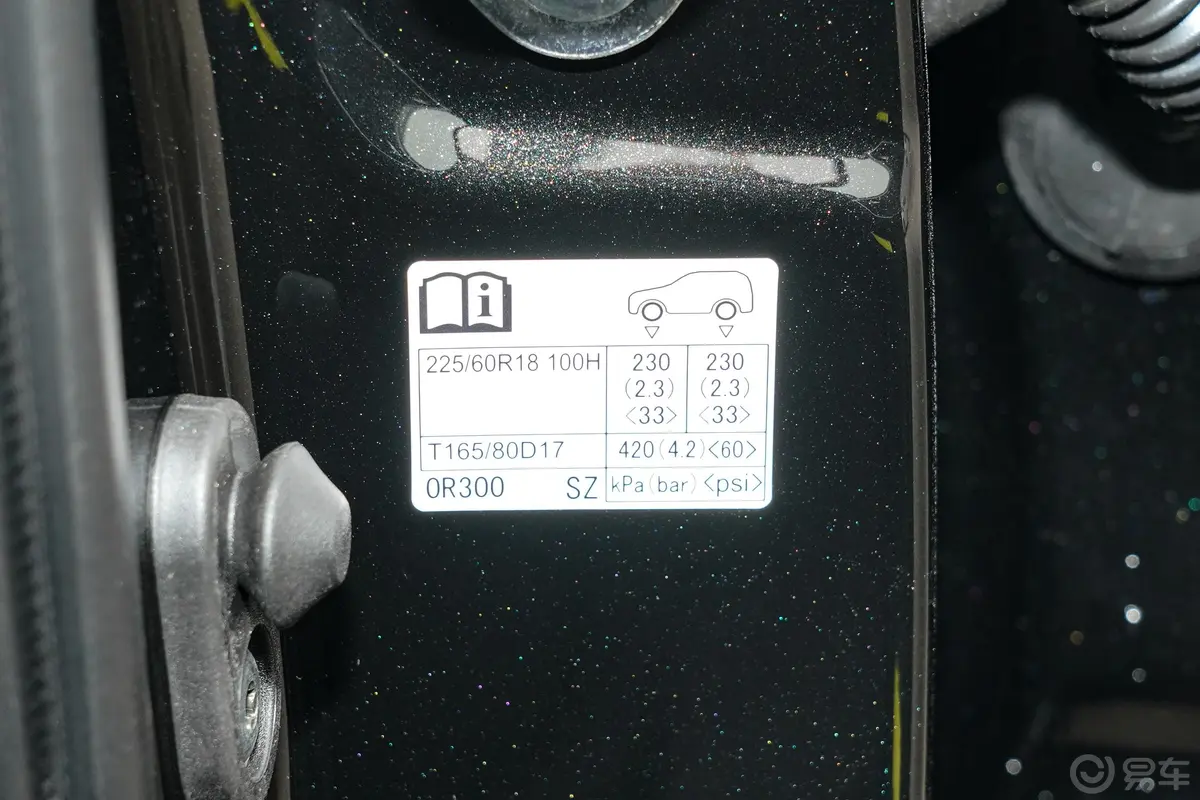 225/60R18 100H 230 230
(2.3) (2.3)
<33> <33>
T165/80D17 420(4.2)<60>
0R300 SZ kPa(bar)<psi>
易车